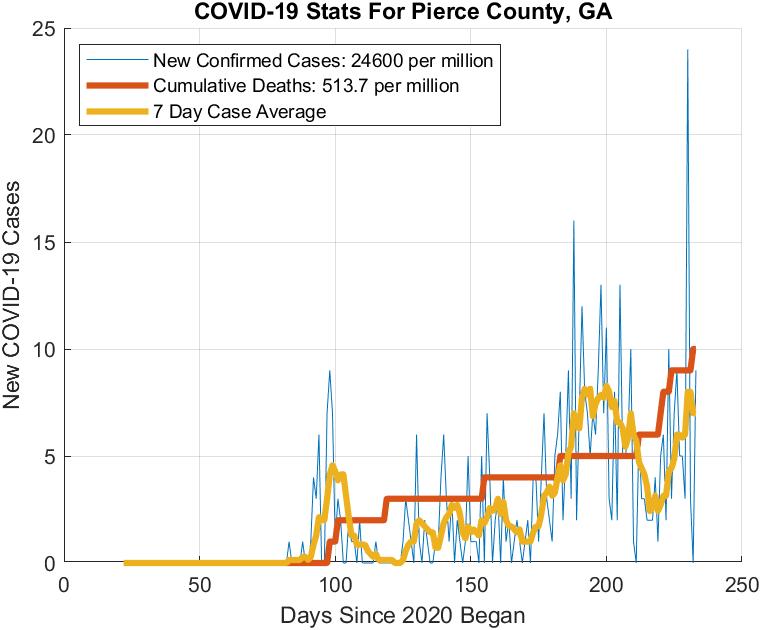 COVID-19 Stats For Pierce County, GA
25
New Confirmed Cases: 24600 per million
Cumulative Deaths: 513.7 per million
7 Day Case Average
20
15
10
5
0
New COVID-19 Cases
0 50 100 150 200 250
Days Since 2020 Began